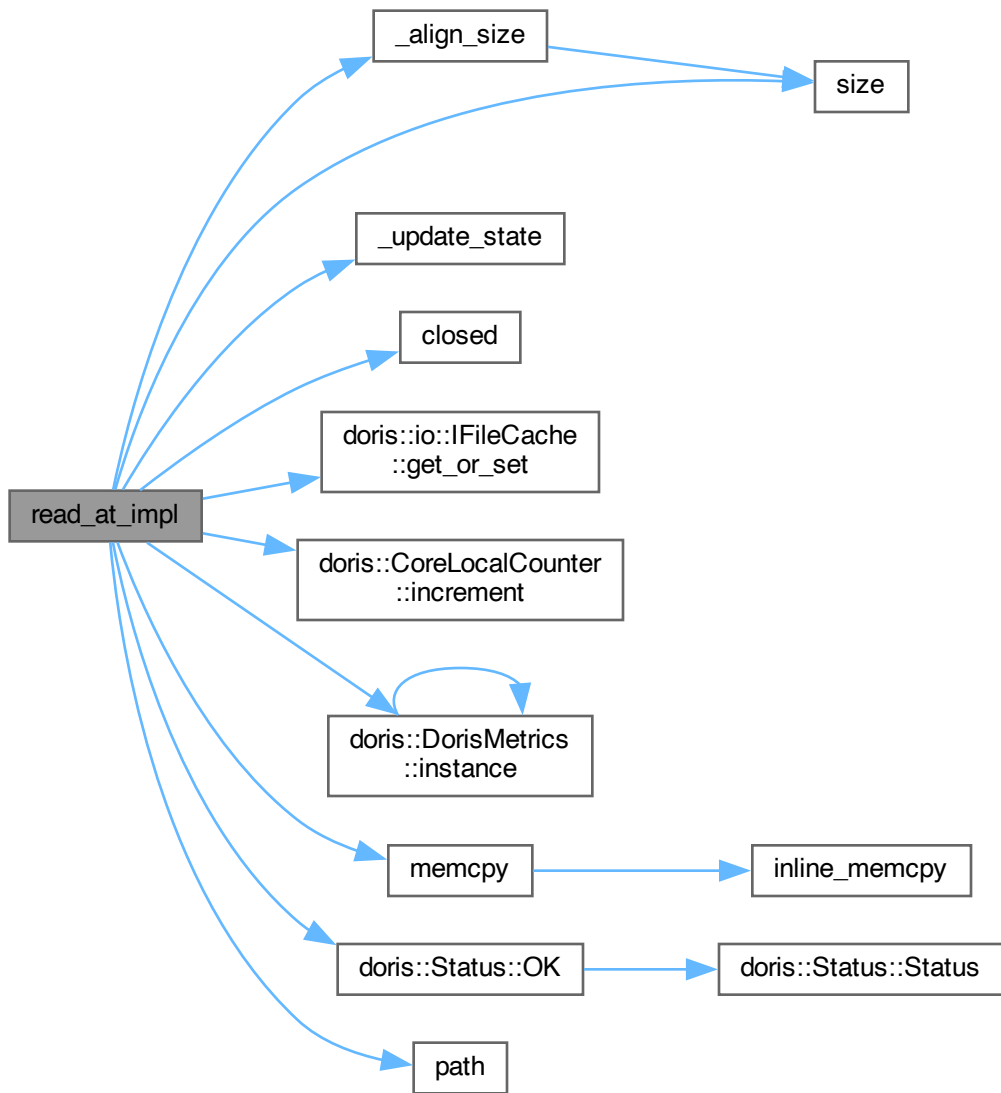 _align_size
size
_update_state
closed
doris::io::IFileCache
::get_or_set
read_at_impl
doris::CoreLocalCounter
::increment
doris::DorisMetrics
::instance
memcpy
inline_memcpy
doris::Status::OK
doris::Status::Status
path